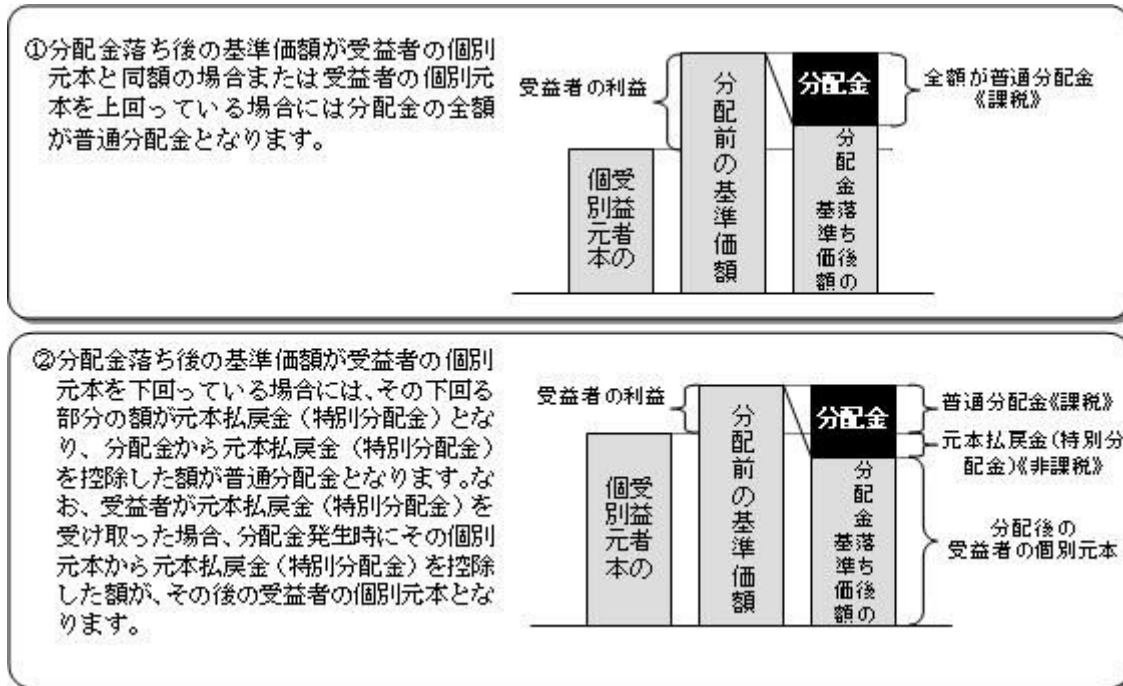 ①分配金落ち後の基準価額が受益者の個別
元本と同額の場合または受益者の個別元
本を上回っている場合には分配金の全額
が普通分配金となります。
受益者の利益
受益者の
個別元本
分配前の基準価額
分配金
分配金落ち後の
基準価額
全額が普通分配金
《課税》
②分配金落ち後の基準価額が受益者の個別
元本を下回っている場合には、その下回る
部分の額が元本払戻金（特別分配金）とな
り、分配金から元本払戻金（特別分配金）
を控除した額が普通分配金となります。な
お、受益者が元本払戻金（特別分配金）を
受け取った場合、分配金発生時にその個別
元本から元本払戻金（特別分配金）を控除
した額が、その後の受益者の個別元本とな
ります。
受益者の利益
受益者の
個別元本
分配前の基準価額
分配金
分配金落ち後の
基準価額
普通分配金《課税》
元本払戻金（特別分
配金）《非課税》
分配後の
受益者の個別元本